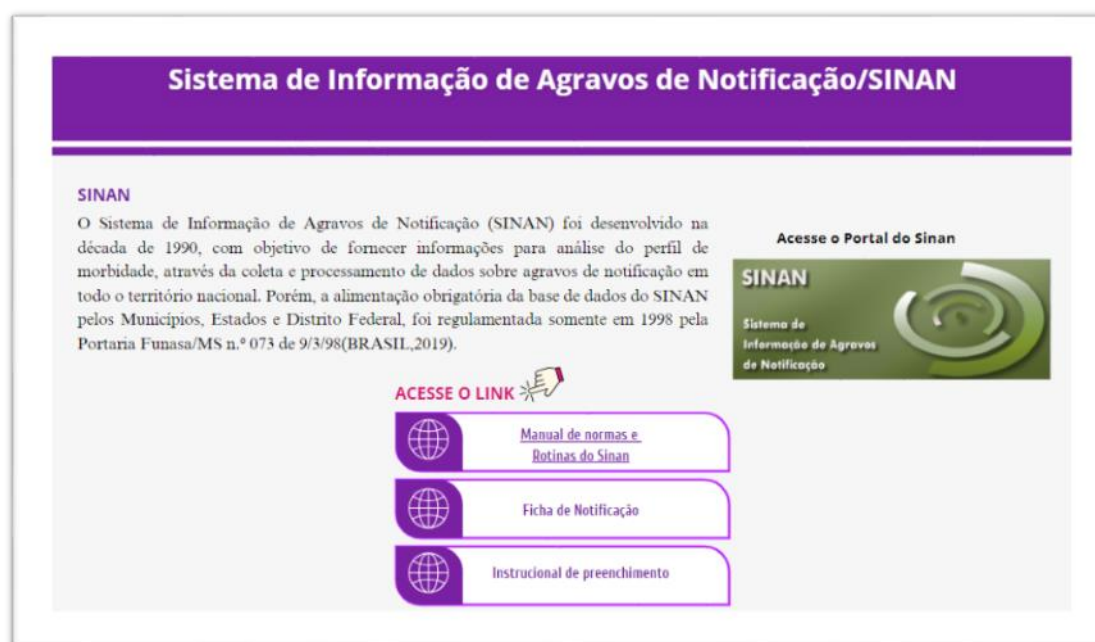 Sistema de Informação de Agravos de Notificação/SINAN
SINAN
O Sistema de Informação de Agravos de Notificação (SINAN) foi desenvolvido na
década de 1990, com objetivo de fornecer informações para análise do perfil de
morbidade, através da coleta e processamento de dados sobre agravos de notificação em
todo o território nacional. Porém, a alimentação obrigatória da base de dados do SINAN
pelos Municípios, Estados e Distrito Federal, foi regulamentada somente em 1998 pela
Portaria Funasa/MS n.º 073 de 9/3/98(BRASIL,2019).
Acesse o Portal do Sinan
SINAN
Sistema de
Informação de Agravos
de Notificação
ACESSE O LINK
Manual de normas e
Rotinas do Sinan
Ficha de Notificação
Instrucional de preenchimento